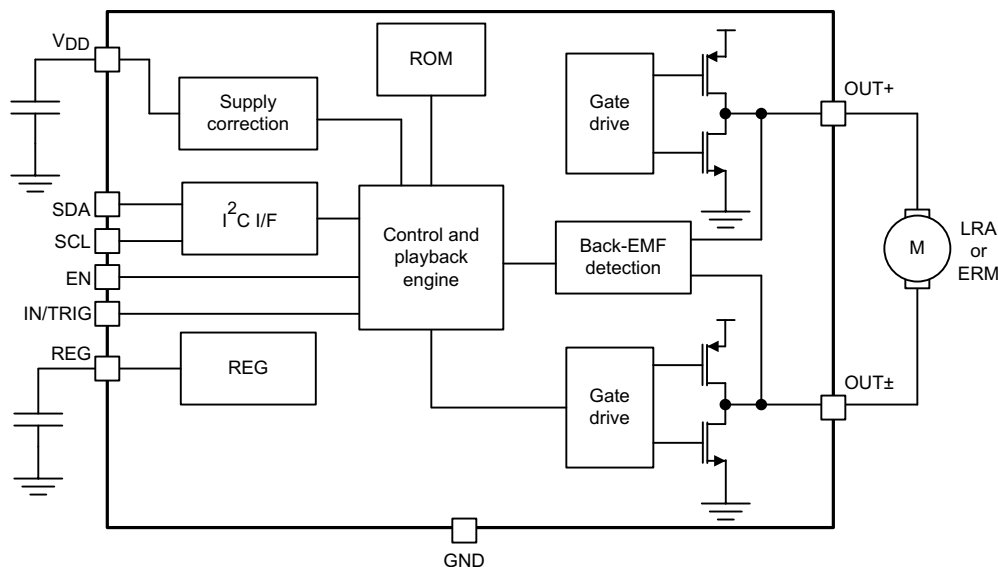 VDD
ROM
Supply
correction
Gate
drive
OUT+
SDA
I2C I/F
SCL
Control and
playback
engine
Back-EMF
detection
M
LRA
or
ERM
EN
IN/TRIG
REG
REG
Gate
drive
OUT±
GND